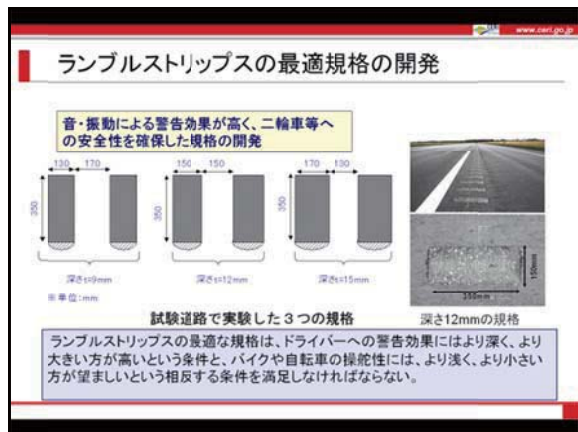 www.ceri.go.jp
ランブルストリップスの最適規格の開発
音・振動による警告効果が高く、二輪車等へ
の安全性を確保した規格の開発
130 170
150 150
170 130
350
350
350
深さt=9mm
深さt=12mm
深さt=15mm
※単位:mm
150mm
350mm
試験道路で実験した3つの規格
深さ12mmの規格
ランブルストリップスの最適な規格は、ドライバーへの警告効果にはより深く、より
大きい方が高いという条件と、バイクや自転車の操舵性には、より浅く、より小さい
方が望ましいという相反する条件を満足しなければならない。